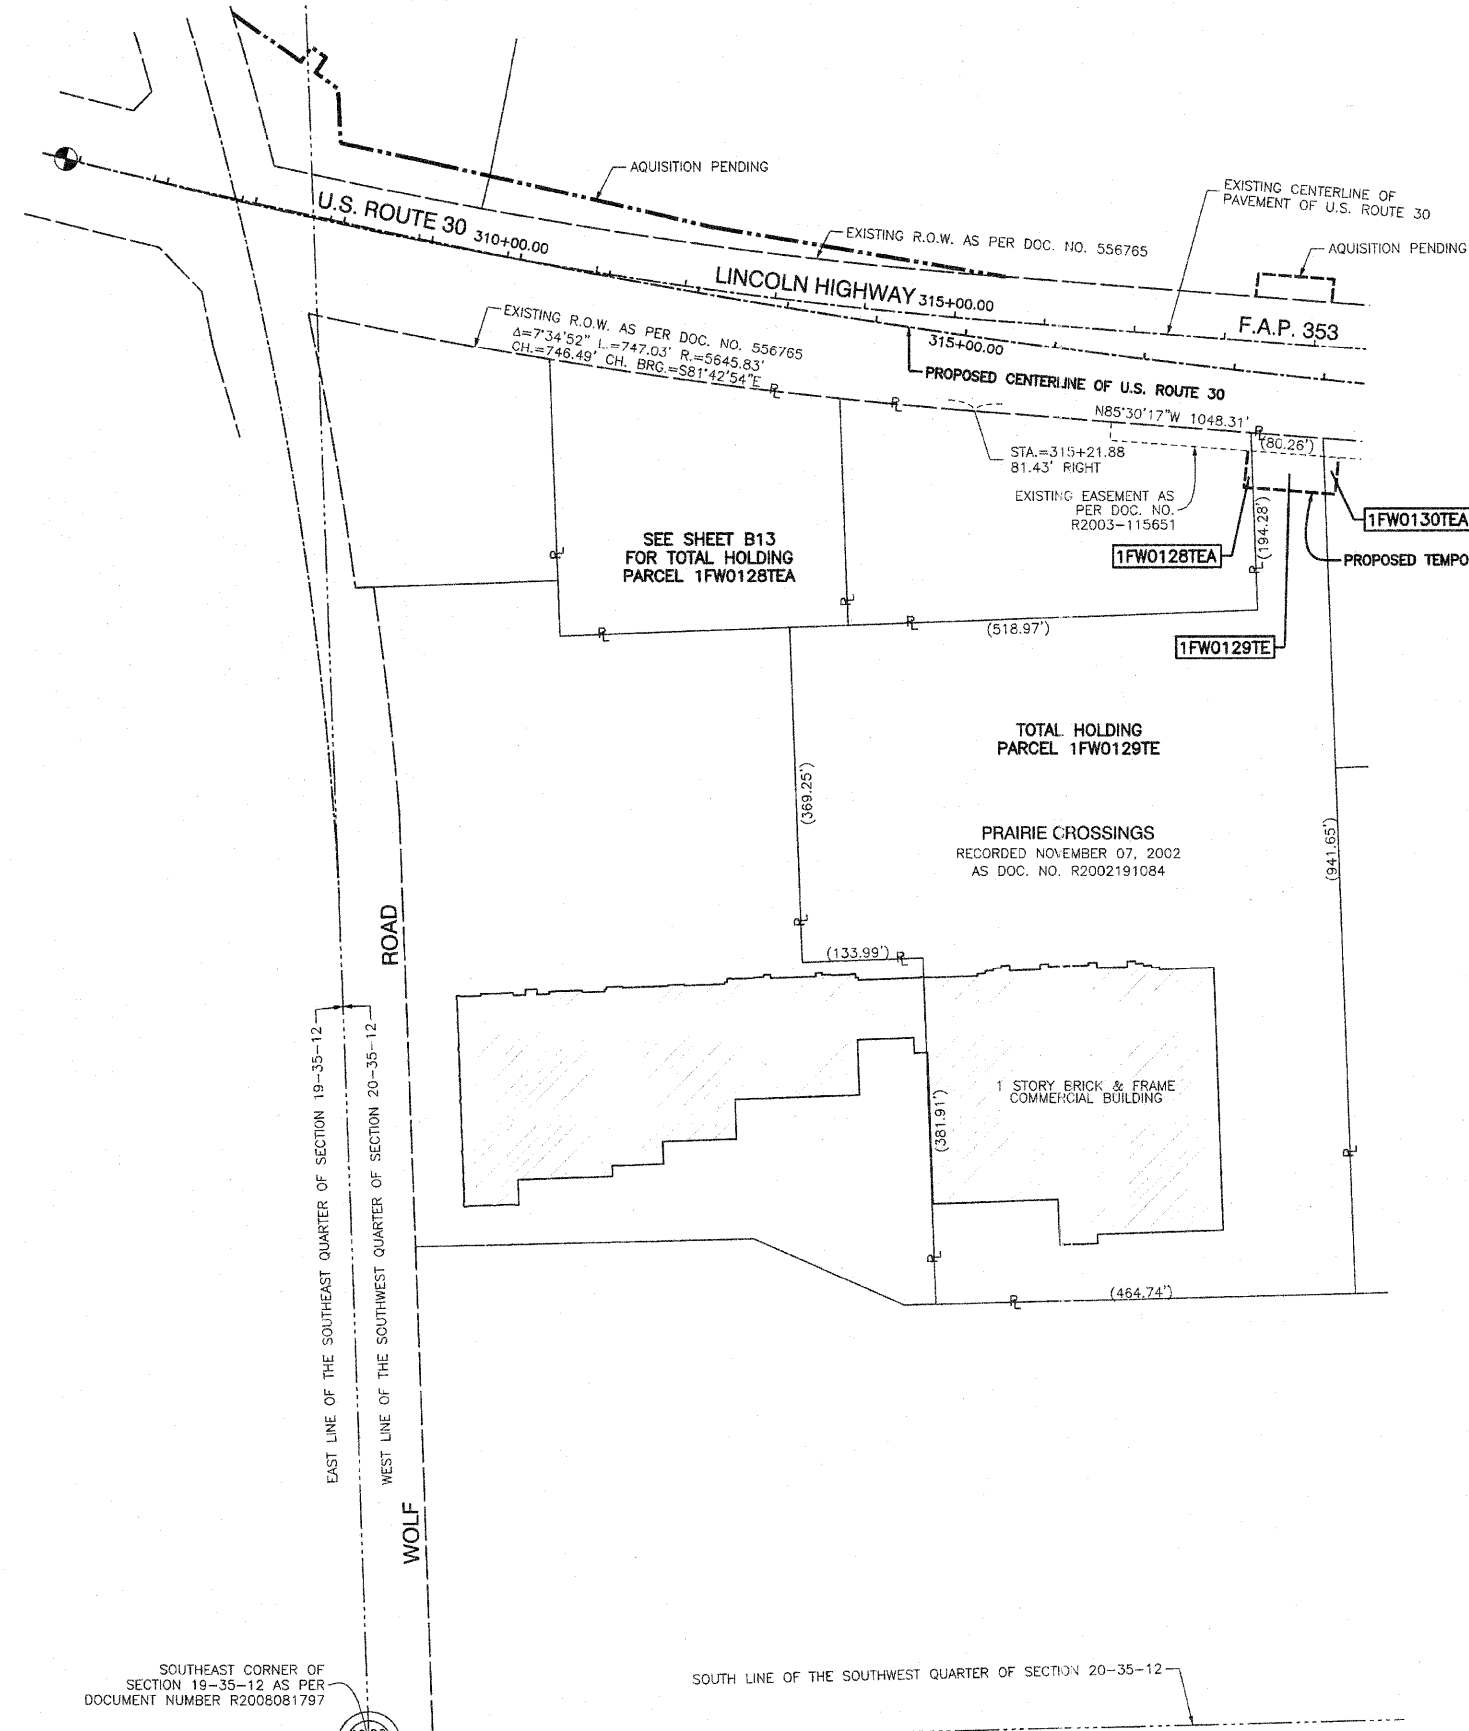 AQUISITION PENDING
EXISTING CENTERLINE OF
PAVEMENT OF U.S. ROUTE 30
U.S. ROUTE 30
310+00.00
EXISTING R.O.W. AS PER DOC. NO. 556765
AQUISITION PENDING
LINCOLN HIGHWAY
315+00.00
F.A.P. 353
315+00.00
EXISTING R.O.W. AS PER DOC. NO. 556765
Δ=7°34'52" L.=747.03' R.=5645.83'
CH.=746.49' CH. BRG.=S81°42'54"E
PROPOSED CENTERLINE OF U.S. ROUTE 30
N85°30'17"W 1048.31'
(80.26')
STA.=315+21.88
81.43' RIGHT
EXISTING EASEMENT AS
PER DOC. NO.
R2003-115651
1FW0130TEA
SEE SHEET B13
FOR TOTAL HOLDING
PARCEL 1FW0128TEA
1FW0128TEA
(194.28')
PROPOSED TEMPO
(518.97')
1FW0129TE
TOTAL HOLDING
PARCEL 1FW0129TE
(369.25')
PRAIRIE CROSSINGS
RECORDED NOVEMBER 07, 2002
AS DOC. NO. R2002191084
(941.65')
ROAD
(133.99')
1 STORY BRICK & FRAME
COMMERCIAL BUILDING
(381.91')
EAST LINE OF THE SOUTHEAST QUARTER OF SECTION 19-35-12
WEST LINE OF THE SOUTHWEST QUARTER OF SECTION 20-35-12
(464.74')
WOLF
SOUTHEAST CORNER OF
SECTION 19-35-12 AS PER
DOCUMENT NUMBER R2008081797
SOUTH LINE OF THE SOUTHWEST QUARTER OF SECTION 20-35-12